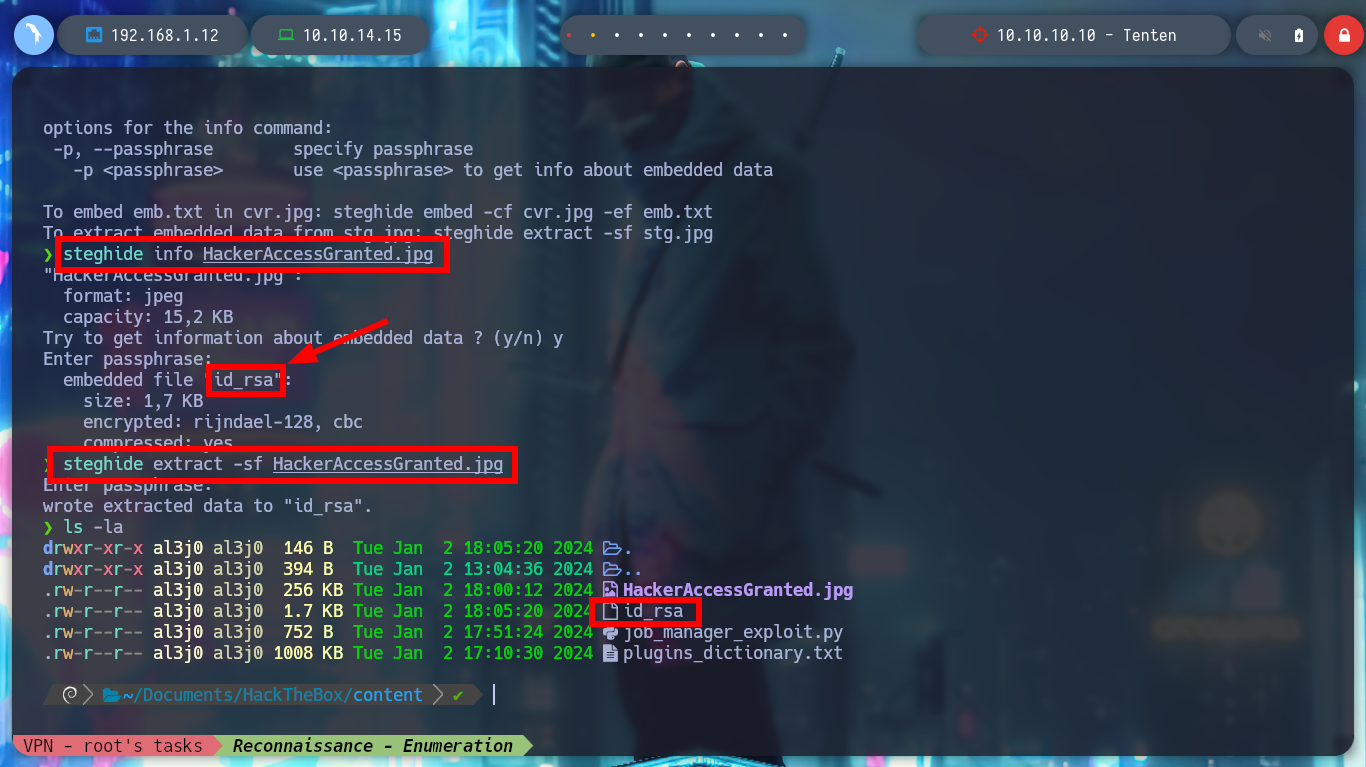 192.168.1.12 10.10.14.15 10.10.10.10 - Tenten
options for the info command:
-p, --passphrase specify passphrase
-p <passphrase> use <passphrase> to get info about embedded data
To embed emb.txt in cvr.jpg: steghide embed -cf cvr.jpg -ef emb.txt
To extract embedded data from stg.jpg: steghide extract -sf stg.jpg
❯ steghide info HackerAccessGranted.jpg
"HackerAccessGranted.jpg":
format: jpeg
capacity: 15,2 KB
Try to get information about embedded data ? (y/n) y
Enter passphrase:
embedded file "id_rsa":
size: 1,7 KB
encrypted: rijndael-128, cbc
compressed: yes
❯ steghide extract -sf HackerAccessGranted.jpg
Enter passphrase:
wrote extracted data to "id_rsa".
❯ ls -la
drwxr-xr-x al3j0 al3j0 146 B Tue Jan 2 18:05:20 2024 .
drwxr-xr-x al3j0 al3j0 394 B Tue Jan 2 13:04:36 2024 ..
.rw-r--r-- al3j0 al3j0 256 KB Tue Jan 2 18:00:12 2024 HackerAccessGranted.jpg
.rw-r--r-- al3j0 al3j0 1.7 KB Tue Jan 2 18:05:20 2024 id_rsa
.rw-r--r-- al3j0 al3j0 752 B Tue Jan 2 17:51:24 2024 job_manager_exploit.py
.rw-r--r-- al3j0 al3j0 1008 KB Tue Jan 2 17:10:30 2024 plugins_dictionary.txt
~/Documents/HackTheBox/content ✔
VPN - root's tasks Reconnaissance - Enumeration